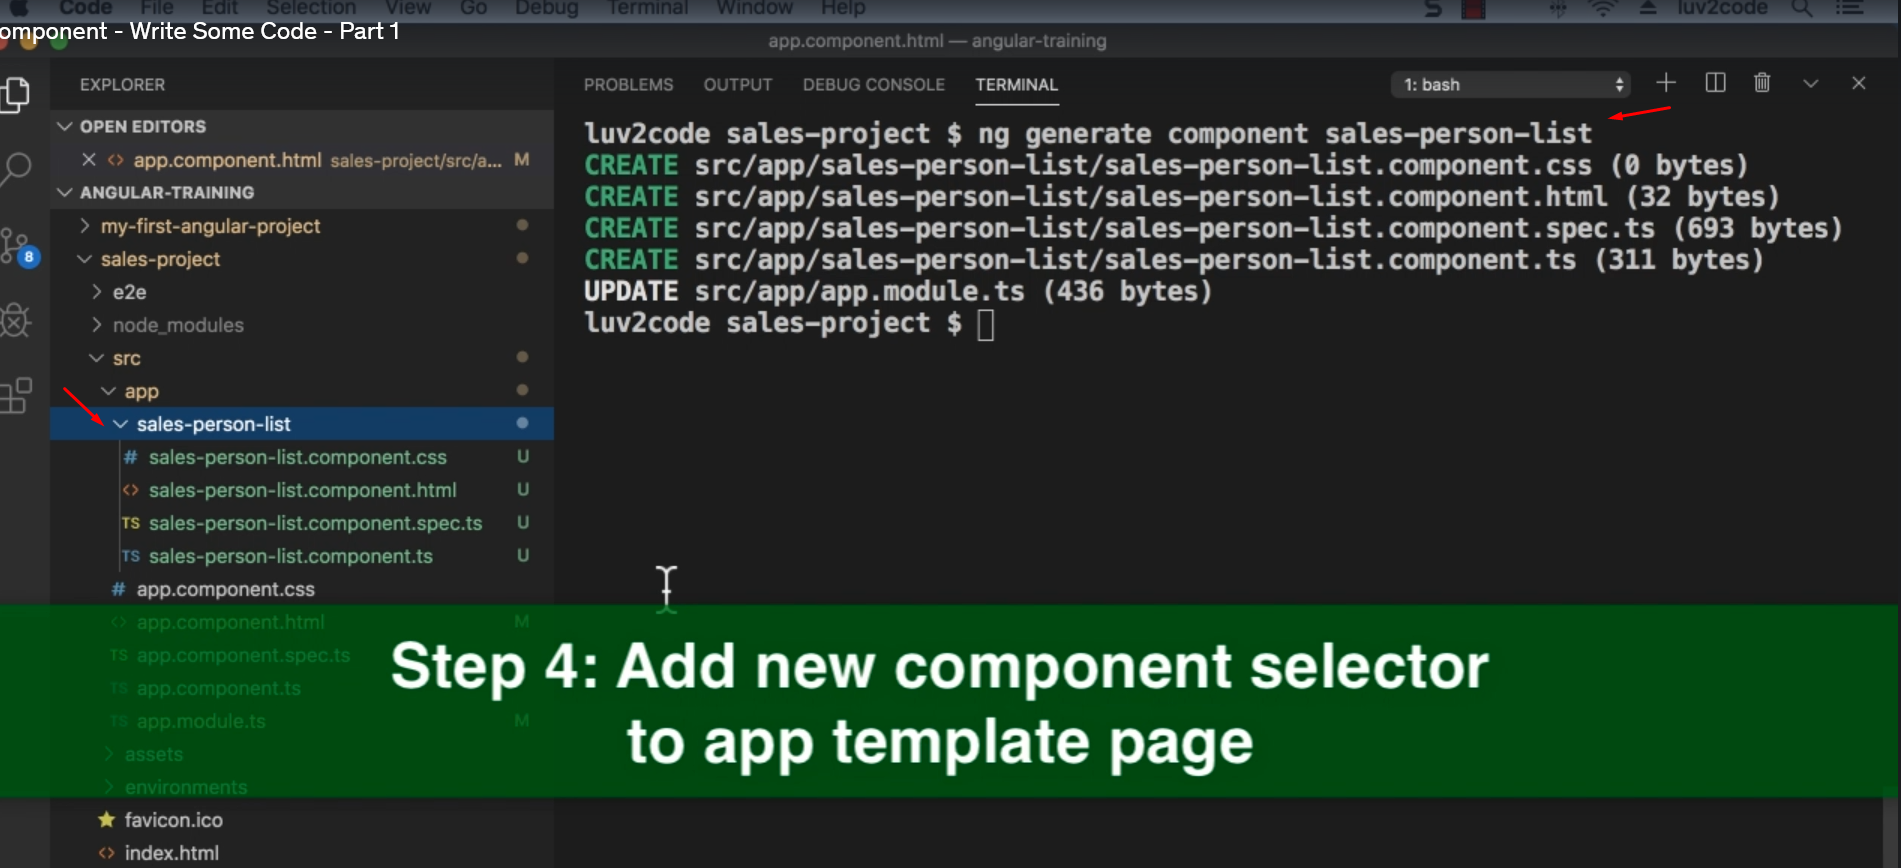 Code File Edit Selection View Go Debug Terminal Window Help luv2code
omponent - Write Some Code - Part 1
app.component.html — angular-training
EXPLORER
OPEN EDITORS
app.component.html sales-project/src/a... M
ANGULAR-TRAINING
my-first-angular-project
sales-project
8
e2e
node_modules
src
app
sales-person-list
# sales-person-list.component.css U
<> sales-person-list.component.html U
TS sales-person-list.component.spec.ts U
TS sales-person-list.component.ts U
# app.component.css
<> app.component.html M
TS app.component.spec.ts
TS app.component.ts
TS app.module.ts M
assets
environments
favicon.ico
<> index.html
PROBLEMS OUTPUT DEBUG CONSOLE TERMINAL 1: bash
luv2code sales-project $ ng generate component sales-person-list
CREATE src/app/sales-person-list/sales-person-list.component.css (0 bytes)
CREATE src/app/sales-person-list/sales-person-list.component.html (32 bytes)
CREATE src/app/sales-person-list/sales-person-list.component.spec.ts (693 bytes)
CREATE src/app/sales-person-list/sales-person-list.component.ts (311 bytes)
UPDATE src/app/app.module.ts (436 bytes)
luv2code sales-project $
Step 4: Add new component selector
to app template page